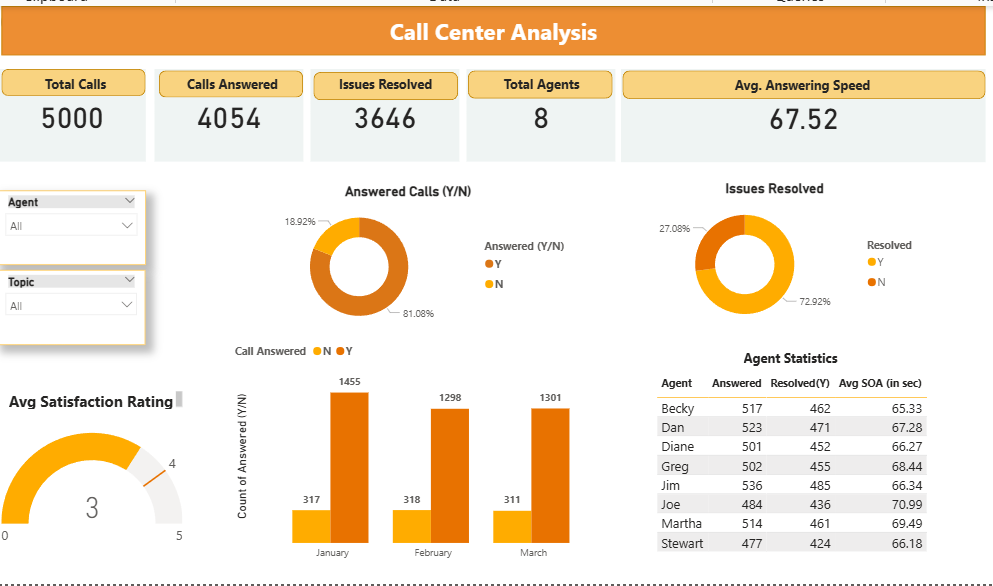 Call Center Analysis
Total Calls
5000
Calls Answered
4054
Issues Resolved
3646
Total Agents
8
Avg. Answering Speed
67.52
Agent
All
Topic
All
Answered Calls (Y/N)
18.92%
81.08%
Answered (Y/N)
Y
N
Issues Resolved
27.08%
72.92%
Resolved
Y
N
Avg Satisfaction Rating
4
3
0
5
Call Answered N Y
Count of Answered (Y/N)
1455
1298
1301
317
318
311
January February March
Agent Statistics
Agent Answered Resolved(Y) Avg SOA (in sec)
Becky 517 462 65.33
Dan 523 471 67.28
Diane 501 452 66.27
Greg 502 455 68.44
Jim 536 485 66.34
Joe 484 436 70.99
Martha 514 461 69.49
Stewart 477 424 66.18